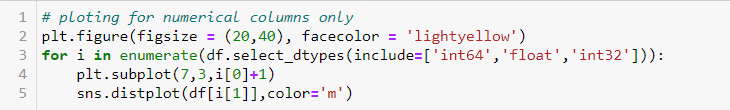 1 # ploting for numerical columns only
2 plt.figure(figsize = (20,40), facecolor = 'lightyellow')
3 for i in enumerate(df.select_dtypes(include=['int64','float','int32'])):
4     plt.subplot(7,3,i[0]+1)
5     sns.distplot(df[i[1]],color='m')